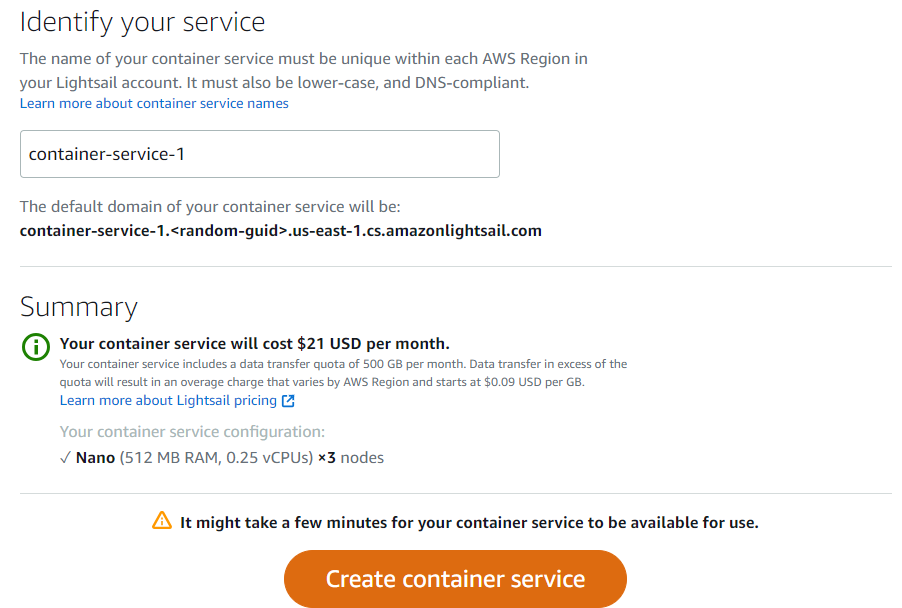 Identify your service
The name of your container service must be unique within each AWS Region in
your Lightsail account. It must also be lower-case, and DNS-compliant.
Learn more about container service names
container-service-1
The default domain of your container service will be:
container-service-1.<random-guid>.us-east-1.cs.amazonlightsail.com
Summary
Your container service will cost $21 USD per month.
Your container service includes a data transfer quota of 500 GB per month. Data transfer in excess of the
quota will result in an overage charge that varies by AWS Region and starts at $0.09 USD per GB.
Learn more about Lightsail pricing
Your container service configuration:
✓ Nano (512 MB RAM, 0.25 vCPUs) ×3 nodes
It might take a few minutes for your container service to be available for use.
Create container service